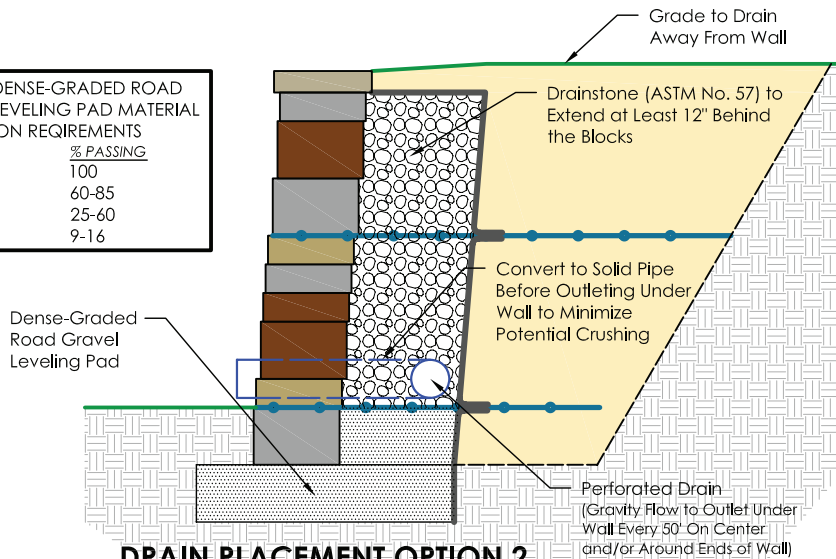 Grade to Drain
Away From Wall
DENSE-GRADED ROAD
LEVELING PAD MATERIAL
ON REQIREMENTS
% PASSING
100
60-85
25-60
9-16
Drainstone (ASTM No. 57) to
Extend at Least 12" Behind
the Blocks
Convert to Solid Pipe
Before Outleting Under
Wall to Minimize
Potential Crushing
Dense-Graded
Road Gravel
Leveling Pad
Perforated Drain
(Gravity Flow to Outlet Under
Wall Every 50' On Center
and/or Around Ends of Wall)
DRAIN PLACEMENT OPTION 2